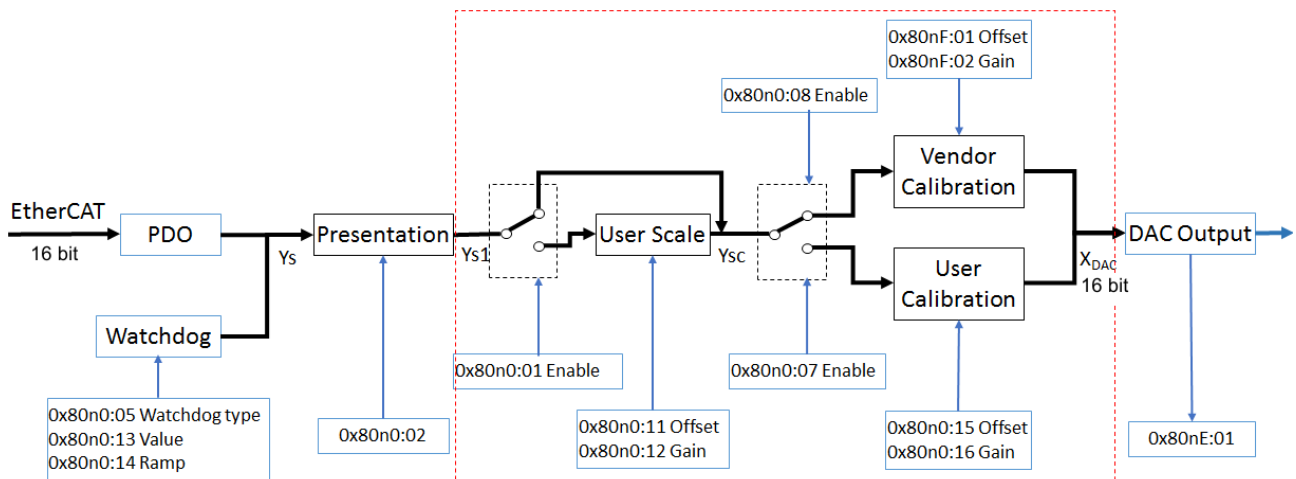 0x80nF:01 Offset
0x80nF:02 Gain
0x80n0:08 Enable
Vendor
Calibration
EtherCAT
16 bit
PDO
Ys
Presentation
Ys1
User Scale
Ysc
User
Calibration
XDAC
16 bit
DAC Output
Watchdog
0x80n0:01 Enable
0x80n0:07 Enable
0x80n0:05 Watchdog type
0x80n0:13 Value
0x80n0:14 Ramp
0x80n0:02
0x80n0:11 Offset
0x80n0:12 Gain
0x80n0:15 Offset
0x80n0:16 Gain
0x80nE:01